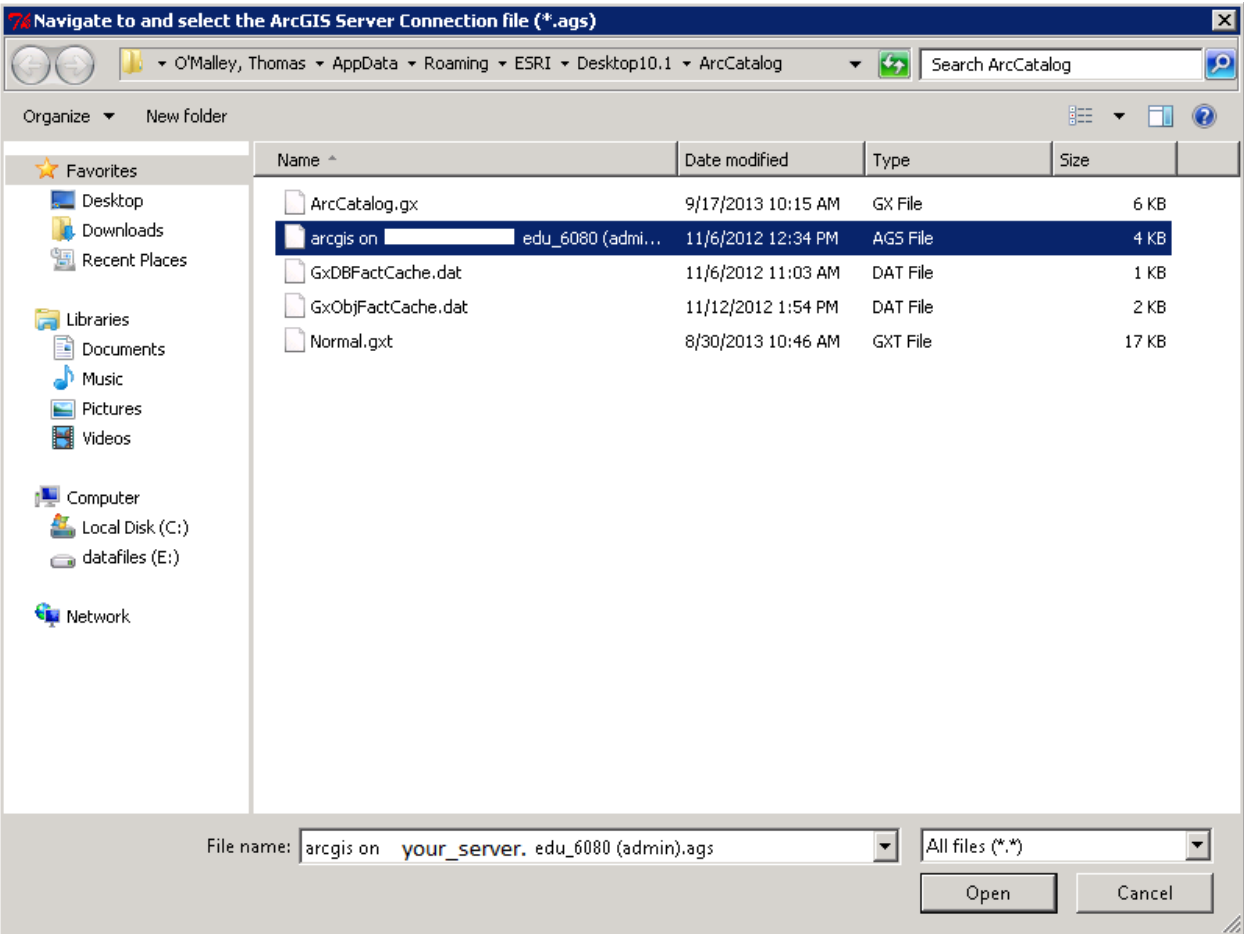 Navigate to and select the ArcGIS Server Connection file (*.ags)
O'Malley, Thomas AppData Roaming ESRI Desktop10.1 ArcCatalog
Search ArcCatalog
Organize New folder
Name Date modified Type Size
Favorites
Desktop
Downloads
Recent Places
Libraries
Documents
Music
Pictures
Videos
Computer
Local Disk (C:)
datafiles (E:)
Network
ArcCatalog.gx 9/17/2013 10:15 AM GX File 6 KB
arcgis on edu_6080 (admi... 11/6/2012 12:34 PM AGS File 4 KB
GxDBFactCache.dat 11/6/2012 11:03 AM DAT File 1 KB
GxObjFactCache.dat 11/12/2012 1:54 PM DAT File 2 KB
Normal.gxt 8/30/2013 10:46 AM GXT File 17 KB
File name: arcgis on your_server. edu_6080 (admin).ags
All files (*.*)
Open Cancel